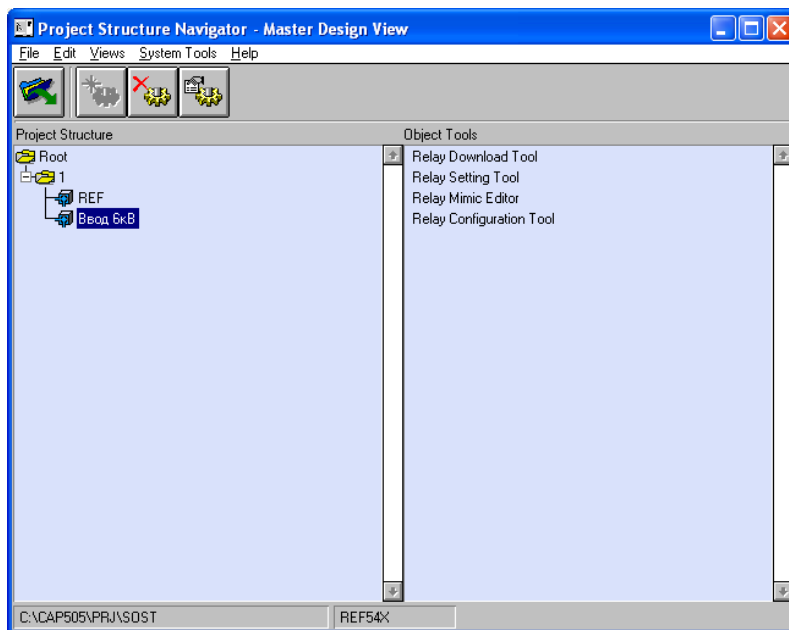 Project Structure Navigator - Master Design View
File Edit Views System Tools Help
Project Structure
Object Tools
Root
1
REF
Ввод 6кВ
Relay Download Tool
Relay Setting Tool
Relay Mimic Editor
Relay Configuration Tool
C:\CAP505\PRJ\SOST
REF54X